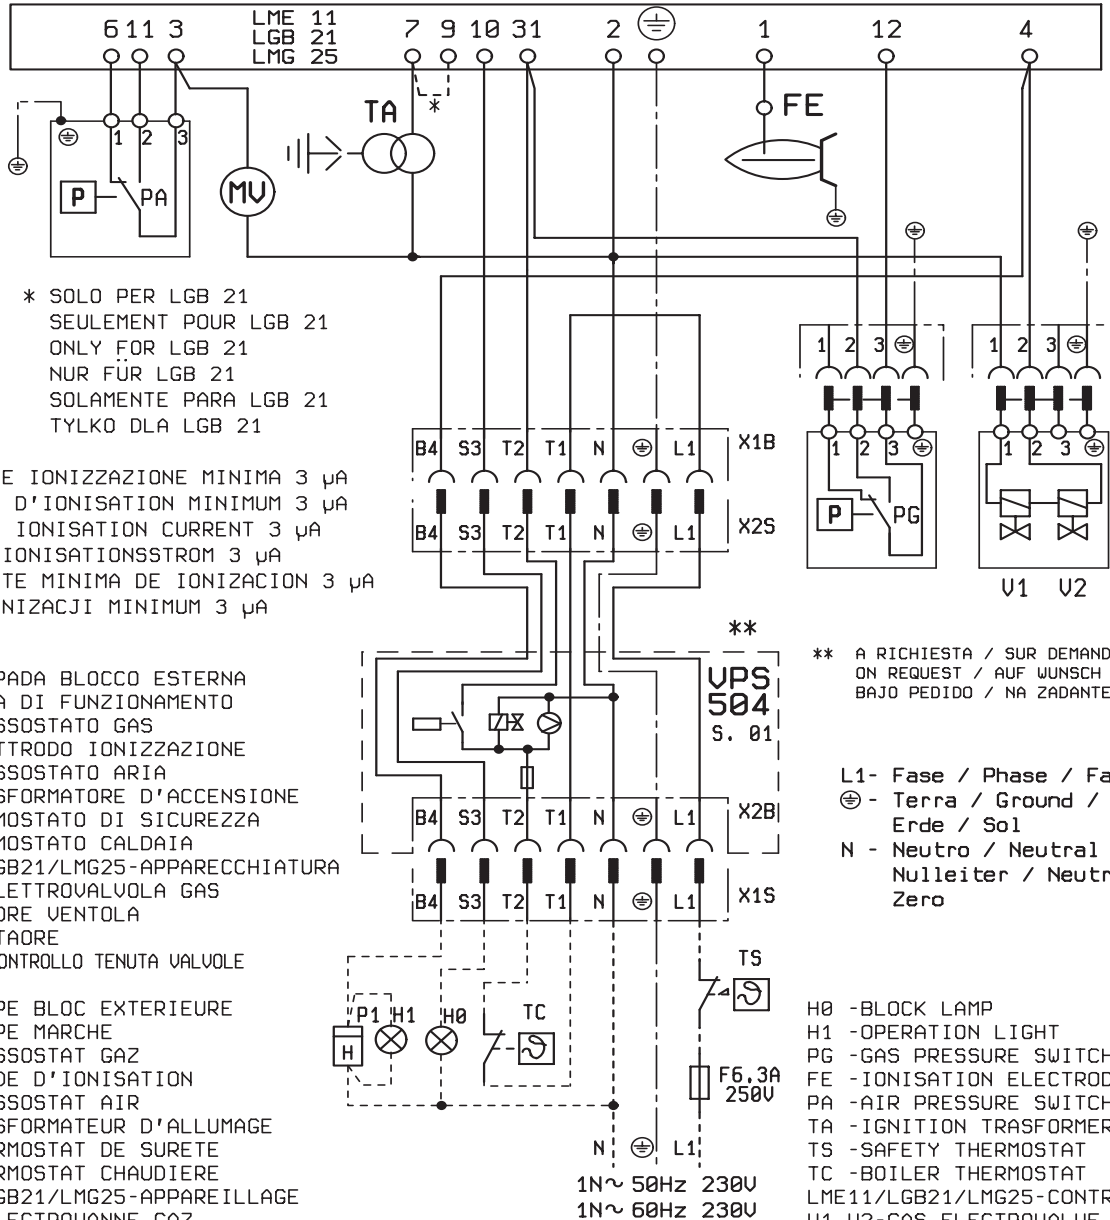 LME 11
LGB 21
LMG 25
6 11 3
7 9 10 31 2 1 12 4
*
TA
FE
1 2 3
P
PA
MV
* SOLO PER LGB 21
SEULEMENT POUR LGB 21
ONLY FOR LGB 21
NUR FÜR LGB 21
SOLAMENTE PARA LGB 21
TYLKO DLA LGB 21
1 2 3
1 2 3
B4 S3 T2 T1 N L1
X1B
1 2 3
1 2 3
E IONIZZAZIONE MINIMA 3 µA
D'IONISATION MINIMUM 3 µA
IONISATION CURRENT 3 µA
IONISATIONSSTROM 3 µA
TE MINIMA DE IONIZACION 3 µA
NIZACJI MINIMUM 3 µA
B4 S3 T2 T1 N L1
X2S
P
PG
V1 V2
**
VPS
504
S. 01
** A RICHIESTA / SUR DEMAND
ON REQUEST / AUF WUNSCH
BAJO PEDIDO / NA ZADANTE
PADA BLOCCO ESTERNA
A DI FUNZIONAMENTO
SSOSTATO GAS
TTRODO IONIZZAZIONE
SSOSTATO ARIA
SFORMATORE D'ACCENSIONE
MOSTATO DI SICUREZZA
MOSTATO CALDAIA
GB21/LMG25-APPARECCHIATURA
LETTROVALVOLA GAS
ORE VENTOLA
TAORE
ONTROLLO TENUTA VALVOLE
L1- Fase / Phase / Fa
- Terra / Ground /
Erde / Sol
N - Neutro / Neutral
Nulleiter / Neutr
Zero
B4 S3 T2 T1 N L1
X2B
B4 S3 T2 T1 N L1
X1S
TS
P1 H1 H0 TC
H
F6,3A
250V
N L1
1N~ 50Hz 230V
1N~ 60Hz 230V
PE BLOC EXTERIEURE
PE MARCHE
SSOSTAT GAZ
DE D'IONISATION
SSOSTAT AIR
SFORMATEUR D'ALLUMAGE
RMOSTAT DE SURETE
RMOSTAT CHAUDIERE
GB21/LMG25-APPAREILLAGE
LECTROVANNE GAZ
H0 -BLOCK LAMP
H1 -OPERATION LIGHT
PG -GAS PRESSURE SWITCH
FE -IONISATION ELECTROD
PA -AIR PRESSURE SWITCH
TA -IGNITION TRASFORMER
TS -SAFETY THERMOSTAT
TC -BOILER THERMOSTAT
LME11/LGB21/LMG25-CONTR
V1,V2-GAS ELECTROVALVE